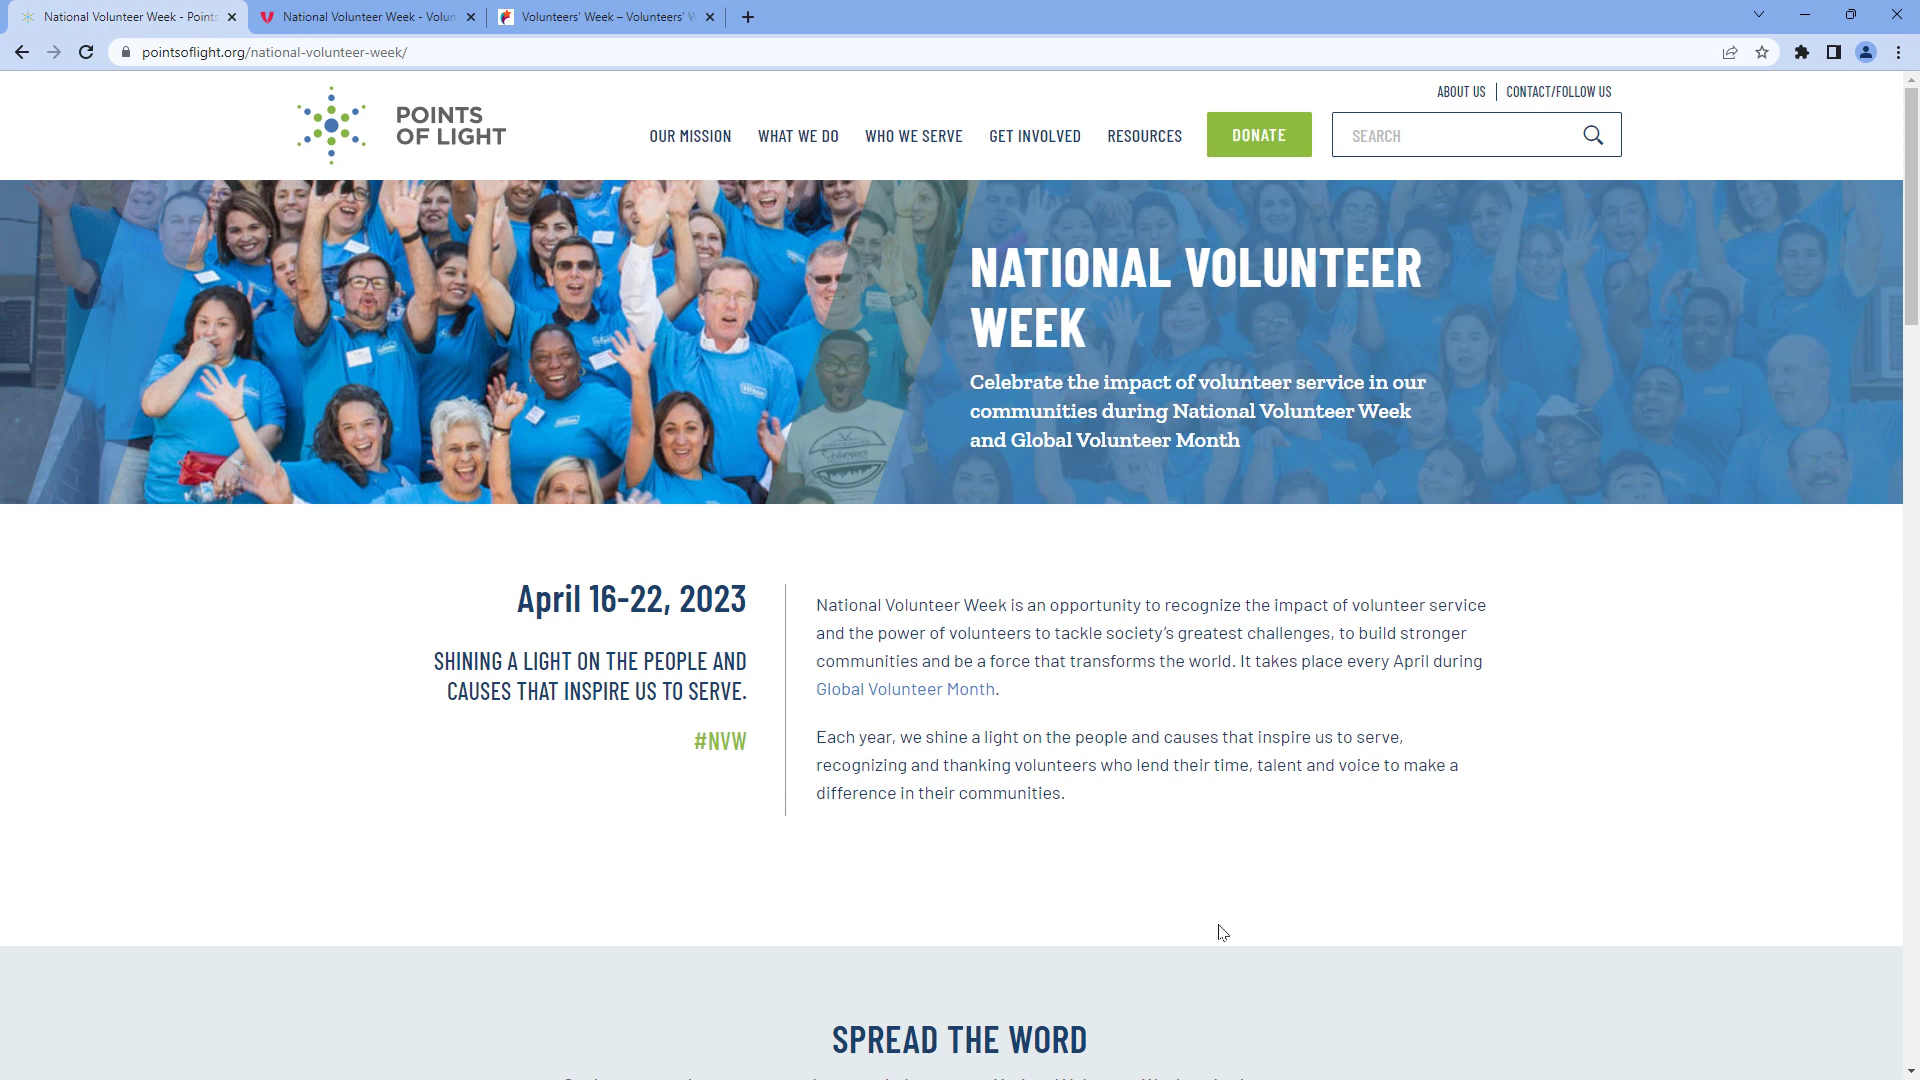 National Volunteer Week - Points
National Volunteer Week - Volun
Volunteers' Week – Volunteers' W
pointsoflight.org/national-volunteer-week/
ABOUT US
CONTACT/FOLLOW US
POINTS
OF LIGHT
OUR MISSION
WHAT WE DO
WHO WE SERVE
GET INVOLVED
RESOURCES
DONATE
SEARCH
NATIONAL VOLUNTEER
WEEK
Celebrate the impact of volunteer service in our
communities during National Volunteer Week
and Global Volunteer Month
April 16-22, 2023
SHINING A LIGHT ON THE PEOPLE AND
CAUSES THAT INSPIRE US TO SERVE.
#NVW
National Volunteer Week is an opportunity to recognize the impact of volunteer service
and the power of volunteers to tackle society's greatest challenges, to build stronger
communities and be a force that transforms the world. It takes place every April during
Global Volunteer Month.
Each year, we shine a light on the people and causes that inspire us to serve,
recognizing and thanking volunteers who lend their time, talent and voice to make a
difference in their communities.
SPREAD THE WORD